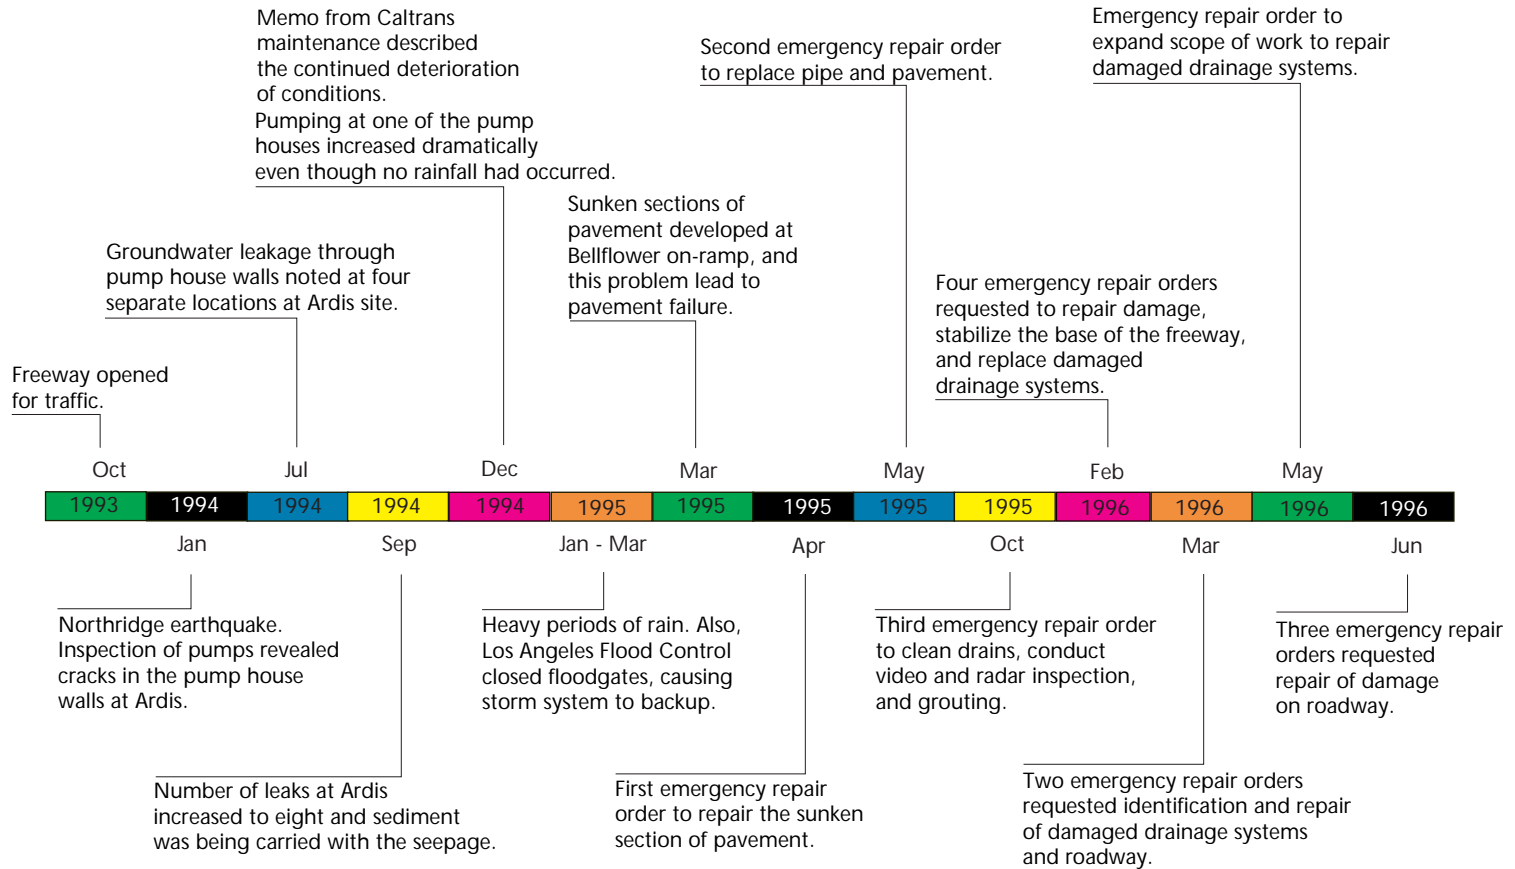 Memo from Caltrans
maintenance described
the continued deterioration
of conditions.
Pumping at one of the pump
houses increased dramatically
even though no rainfall had occurred.
Second emergency repair order
to replace pipe and pavement.
Emergency repair order to
expand scope of work to repair
damaged drainage systems.
Groundwater leakage through
pump house walls noted at four
separate locations at Ardis site.
Sunken sections of
pavement developed at
Bellflower on-ramp, and
this problem lead to
pavement failure.
Four emergency repair orders
requested to repair damage,
stabilize the base of the freeway,
and replace damaged
drainage systems.
Freeway opened
for traffic.
Oct Jul Dec Mar May Feb May
1993 1994 1994 1994 1994 1995 1995 1995 1995 1995 1996 1996 1996 1996
Jan Sep Jan - Mar Apr Oct Mar Jun
Northridge earthquake.
Inspection of pumps revealed
cracks in the pump house
walls at Ardis.
Heavy periods of rain. Also,
Los Angeles Flood Control
closed floodgates, causing
storm system to backup.
Third emergency repair order
to clean drains, conduct
video and radar inspection,
and grouting.
Three emergency repair
orders requested
repair of damage
on roadway.
Number of leaks at Ardis
increased to eight and sediment
was being carried with the seepage.
First emergency repair
order to repair the sunken
section of pavement.
Two emergency repair orders
requested identification and repair
of damaged drainage systems
and roadway.